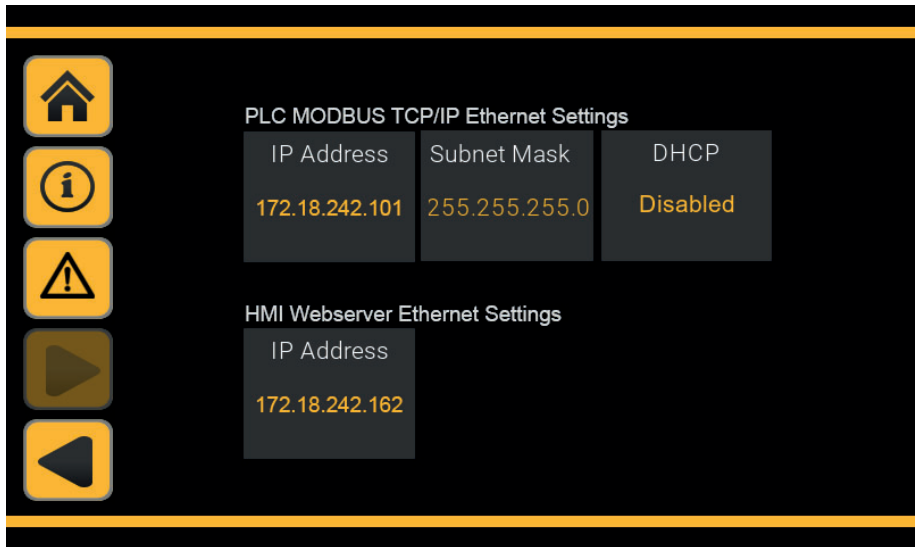 PLC MODBUS TCP/IP Ethernet Settings
IP Address Subnet Mask DHCP
172.18.242.101 255.255.255.0 Disabled
HMI Webserver Ethernet Settings
IP Address
172.18.242.162